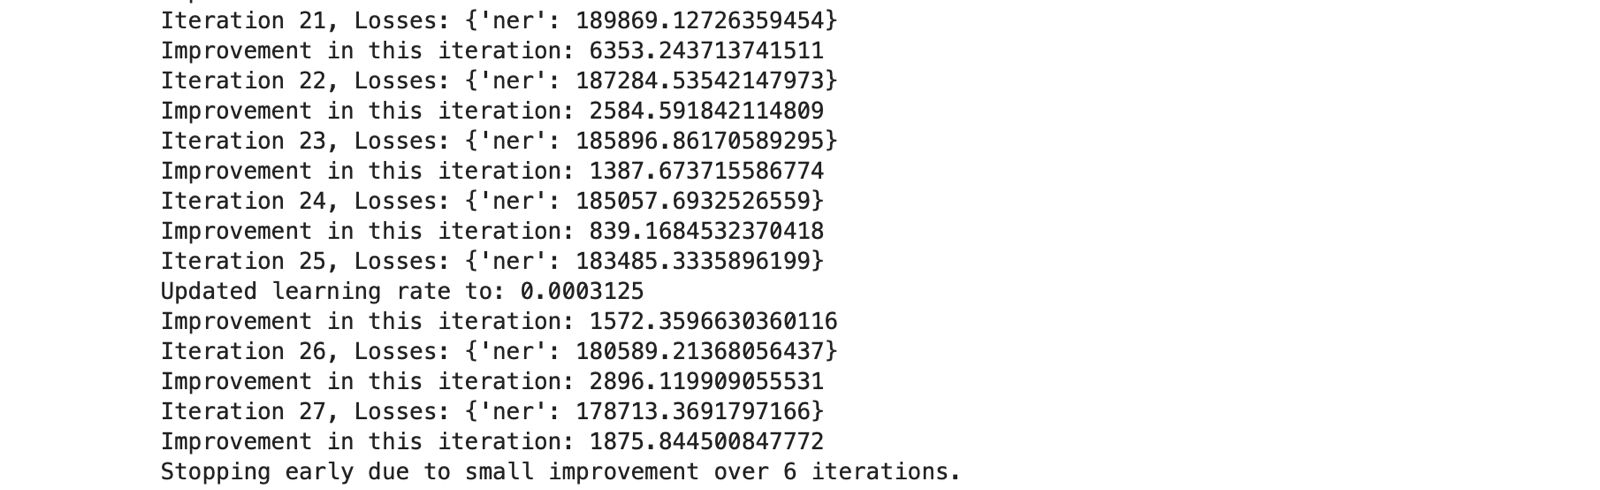 Iteration 21, Losses: {'ner': 189869.12726359454}
Improvement in this iteration: 6353.243713741511
Iteration 22, Losses: {'ner': 187284.53542147973}
Improvement in this iteration: 2584.591842114809
Iteration 23, Losses: {'ner': 185896.86170589295}
Improvement in this iteration: 1387.673715586774
Iteration 24, Losses: {'ner': 185057.6932526559}
Improvement in this iteration: 839.1684532370418
Iteration 25, Losses: {'ner': 183485.3335896199}
Updated learning rate to: 0.0003125
Improvement in this iteration: 1572.3596630360116
Iteration 26, Losses: {'ner': 180589.21368056437}
Improvement in this iteration: 2896.119909055531
Iteration 27, Losses: {'ner': 178713.3691797166}
Improvement in this iteration: 1875.844500847772
Stopping early due to small improvement over 6 iterations.